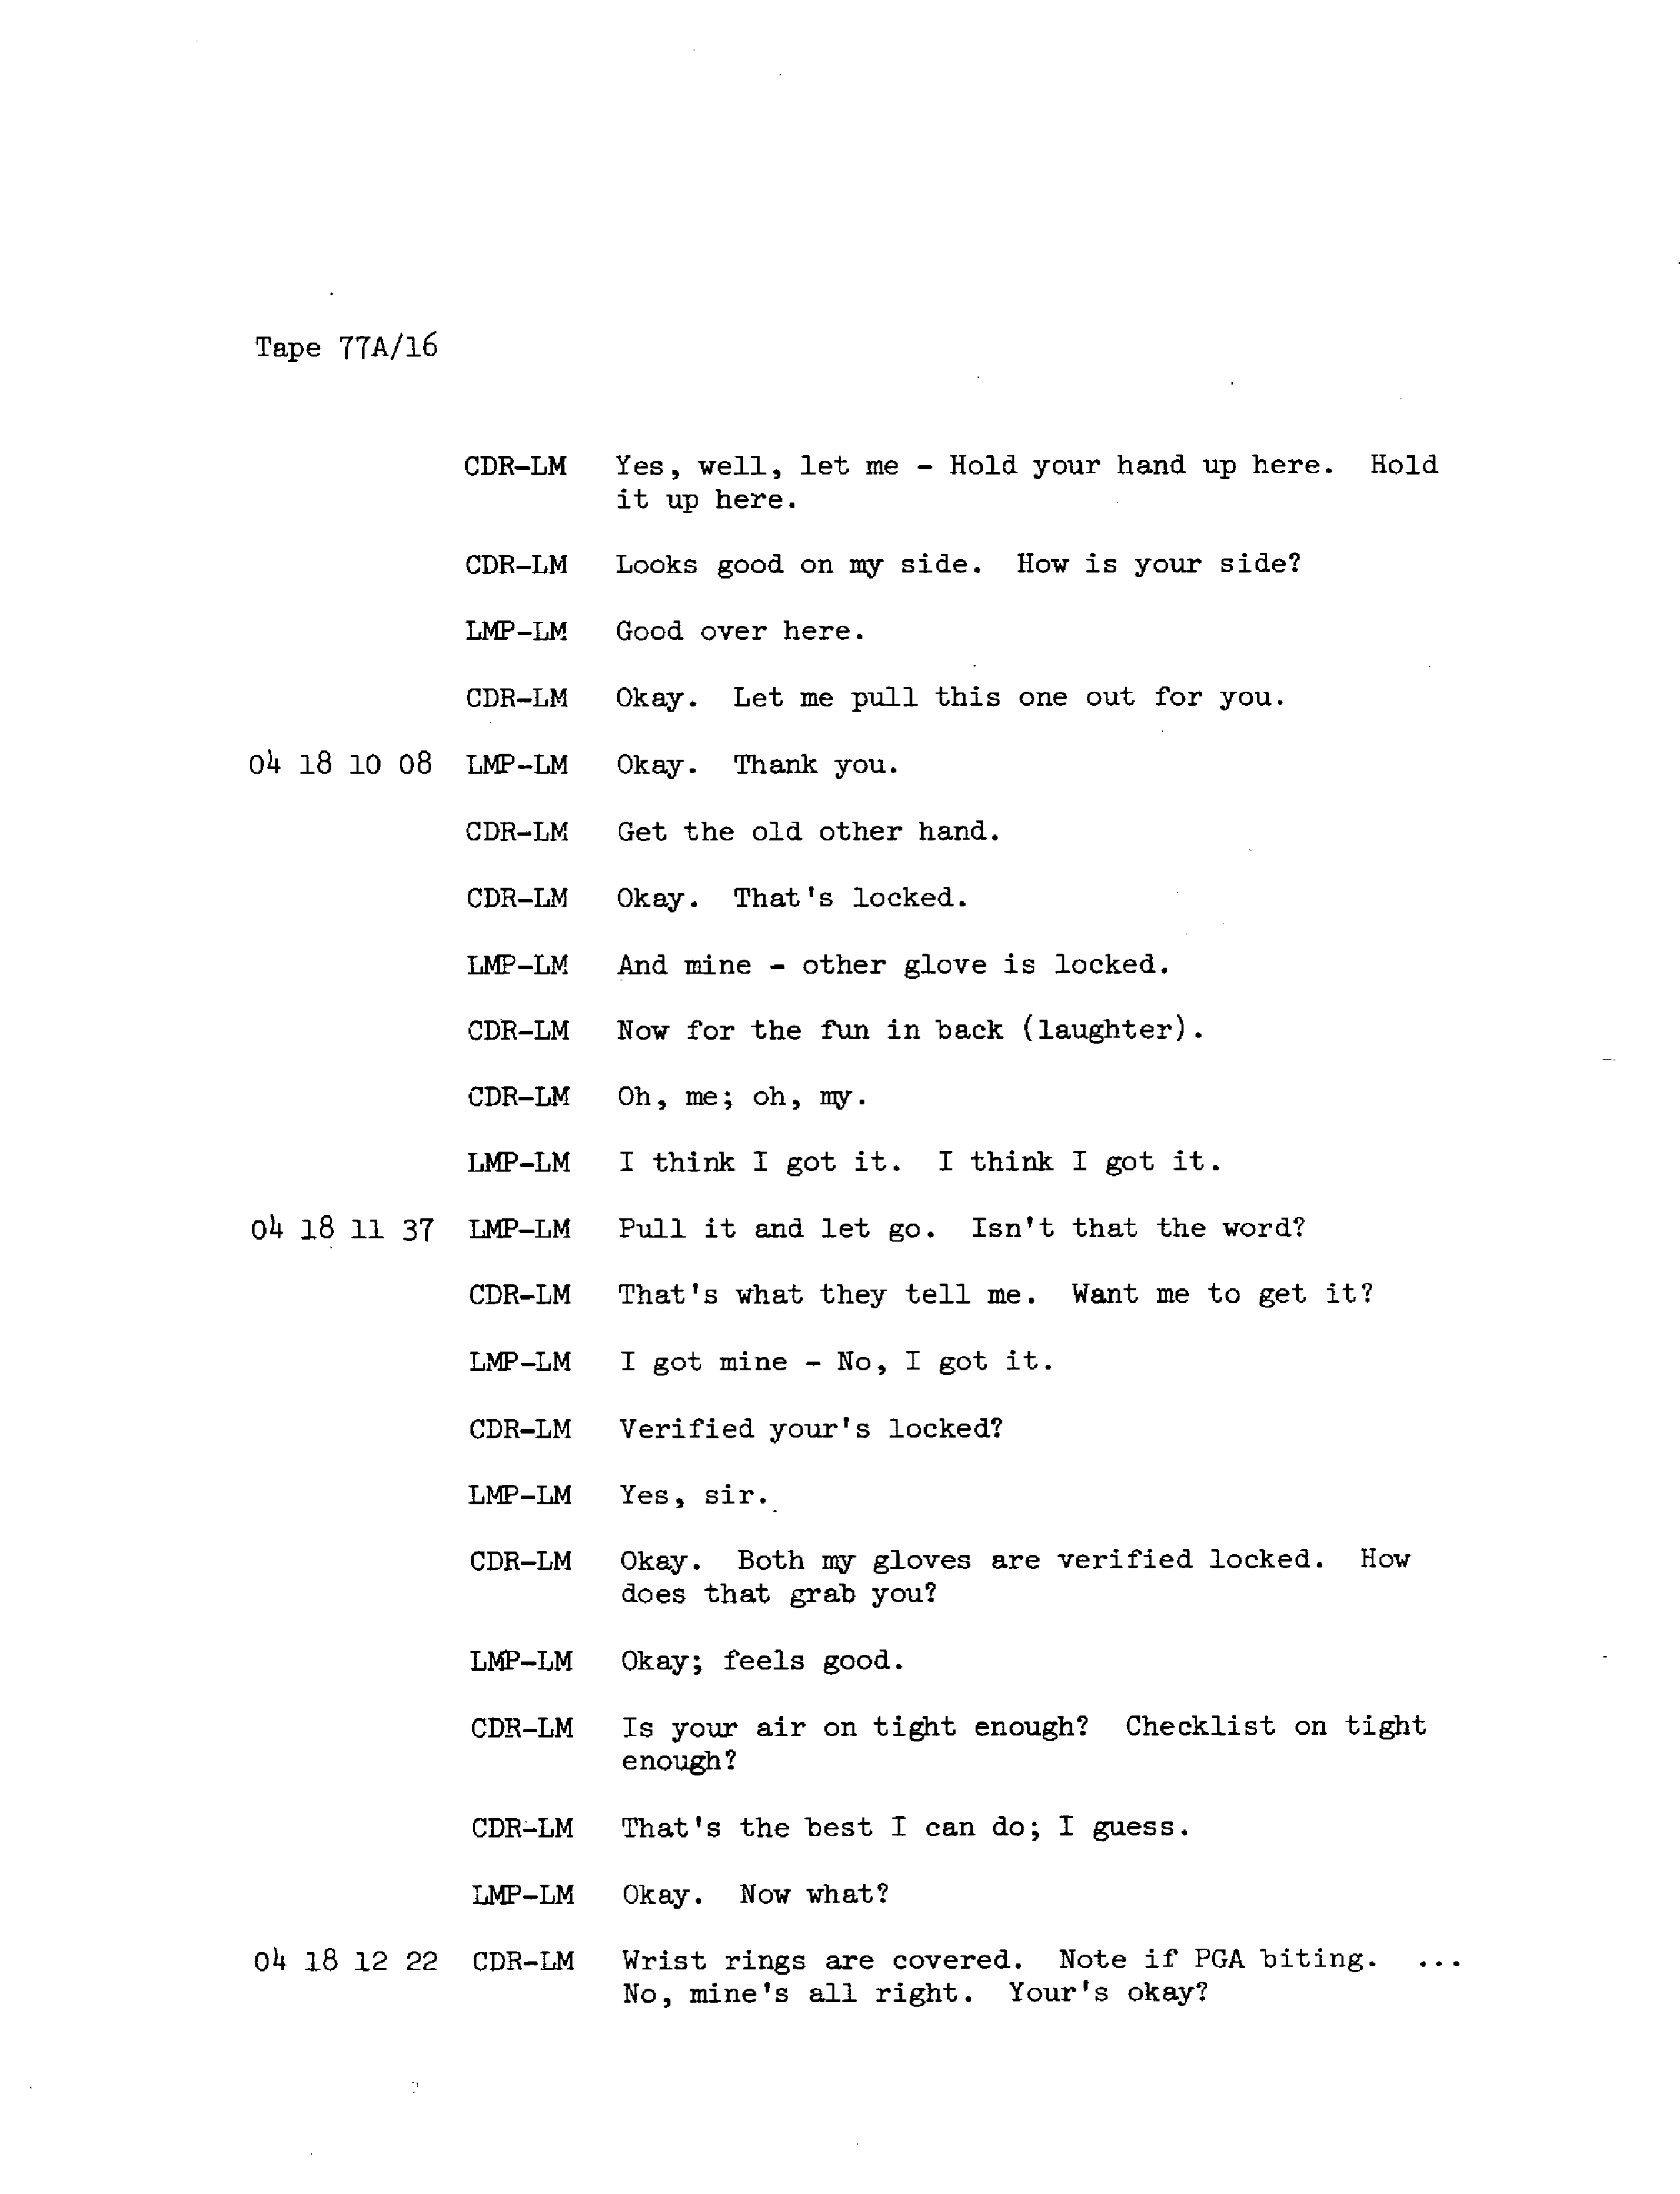 Tape 77A/16
CDR-LM Yes, well, let me - Hold your hand up here. Hold
it up here.
CDR-LM Looks good on my side. How is your side?
LMP-LM Good over here.
CDR-LM Okay. Let me pull this one out for you.
04 18 10 08 LMP-LM Okay. Thank you.
CDR-LM Get the old other hand.
CDR-LM Okay. That's locked.
LMP-LM And mine - other glove is locked.
CDR-LM Now for the fun in back (laughter).
CDR-LM Oh, me; oh, my.
LMP-LM I think I got it. I think I got it.
04 18 11 37 LMP-LM Pull it and let go. Isn't that the word?
CDR-LM That's what they tell me. Want me to get it?
LMP-LM I got mine - No, I got it.
CDR-LM Verified your's locked?
LMP-LM Yes, sir.
CDR-LM Okay. Both my gloves are verified locked. How
does that grab you?
LMP-LM Okay; feels good.
CDR-LM Is your air on tight enough? Checklist on tight
enough?
CDR-LM That's the best I can do; I guess.
LMP-LM Okay. Now what?
04 18 12 22 CDR-LM Wrist rings are covered. Note if PGA biting. ...
No, mine's all right. Your's okay?